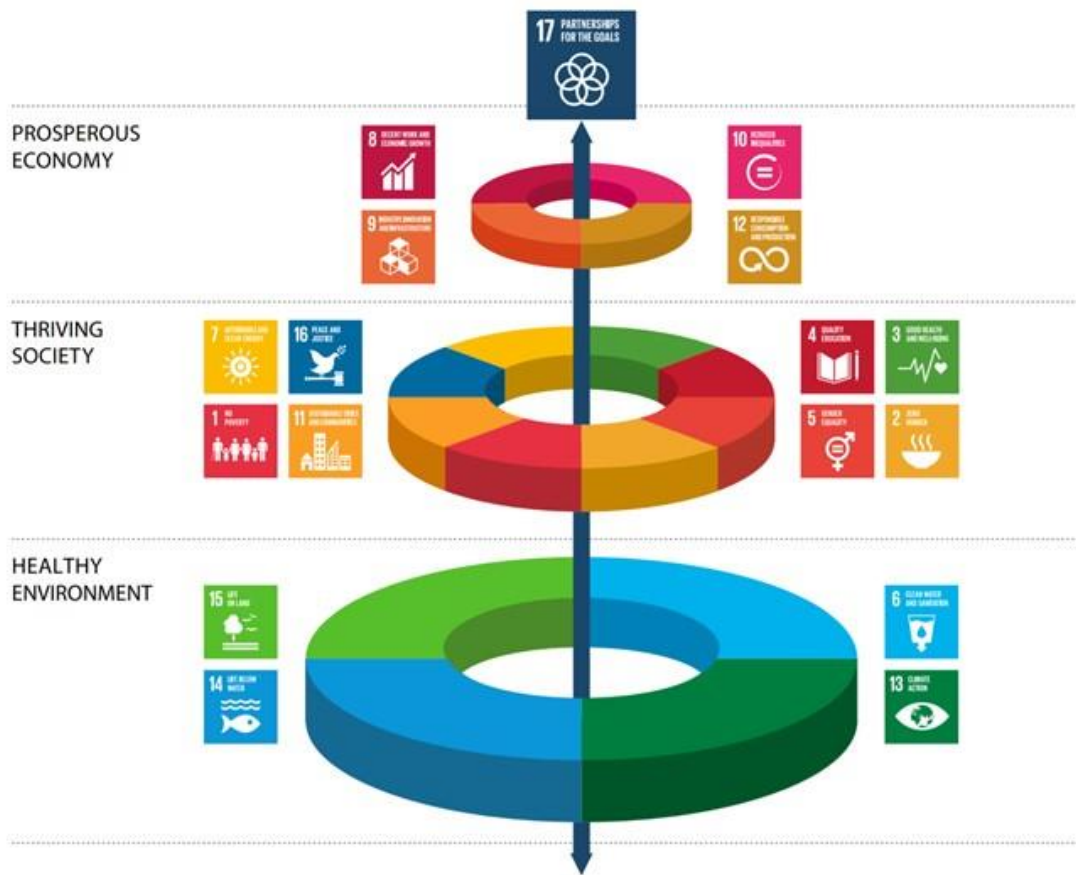 17 PARTNERSHIPS
FOR THE GOALS
PROSPEROUS
ECONOMY
8 DECENT WORK AND
ECONOMIC GROWTH
10 REDUCED
INEQUALITIES
9 INDUSTRY, INNOVATION
AND INFRASTRUCTURE
12 RESPONSIBLE
CONSUMPTION
AND PRODUCTION
THRIVING
SOCIETY
7 AFFORDABLE AND
CLEAN ENERGY
16 PEACE AND
JUSTICE
4 QUALITY
EDUCATION
3 GOOD HEALTH
AND WELL-BEING
1 NO
POVERTY
11 SUSTAINABLE CITIES
AND COMMUNITIES
5 GENDER
EQUALITY
2 ZERO
HUNGER
HEALTHY
ENVIRONMENT
15 LIFE
ON LAND
6 CLEAN WATER
AND SANITATION
14 LIFE BELOW
WATER
13 CLIMATE
ACTION